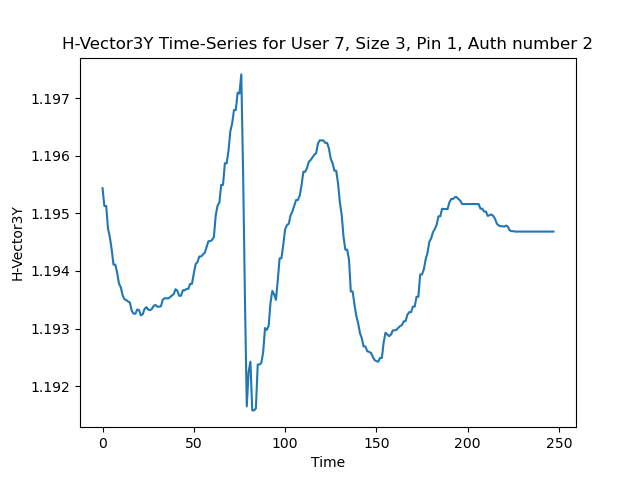 H-Vector3Y Time-Series for User 7, Size 3, Pin 1, Auth number 2
1.197
1.196
1.195
1.194
1.193
1.192
H-Vector3Y
0 50 100 150 200 250
Time